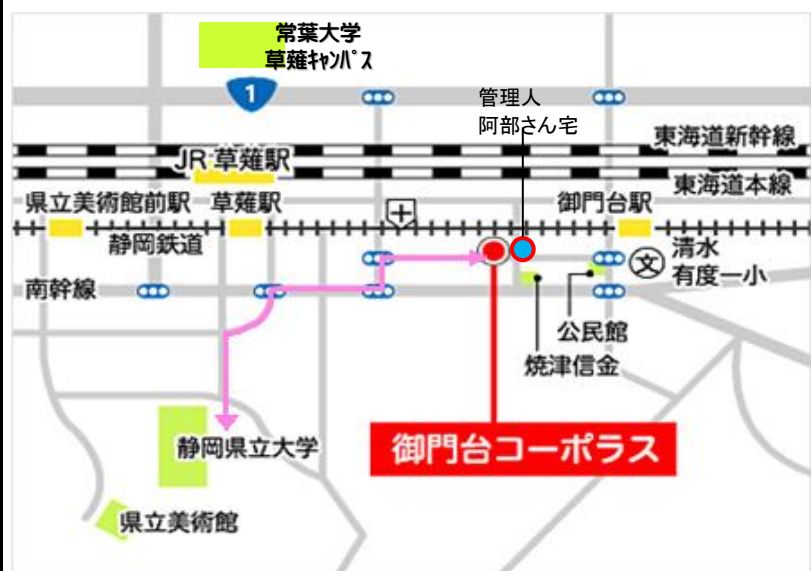 常葉大学
草薙ｷｬﾝﾊﾟｽ
1
管理人
阿部さん宅
東海道新幹線
JR 草薙駅
東海道本線
県立美術館前駅
草薙駅
御門台駅
静岡鉄道
清水
有度一小
文
南幹線
公民館
焼津信金
静岡県立大学
御門台コーポラス
県立美術館